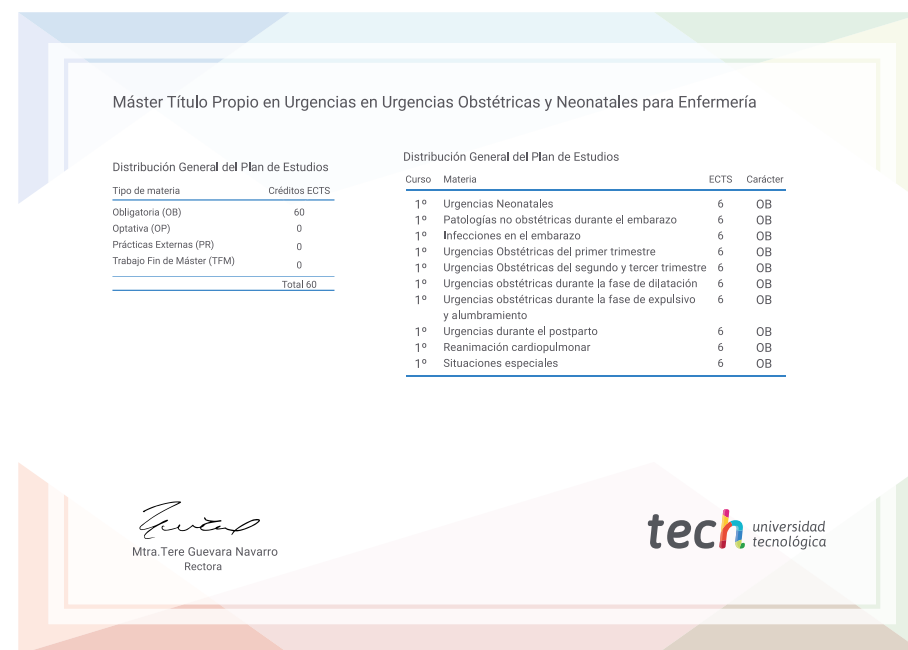 Máster Título Propio en Urgencias en Urgencias Obstétricas y Neonatales para Enfermería
Distribución General del Plan de Estudios
Tipo de materia Créditos ECTS
Obligatoria (OB) 60
Optativa (OP) 0
Prácticas Externas (PR) 0
Trabajo Fin de Máster (TFM) 0
Total 60
Distribución General del Plan de Estudios
Curso Materia ECTS Carácter
1º Urgencias Neonatales 6 OB
1º Patologías no obstétricas durante el embarazo 6 OB
1º Infecciones en el embarazo 6 OB
1º Urgencias Obstétricas del primer trimestre 6 OB
1º Urgencias Obstétricas del segundo y tercer trimestre 6 OB
1º Urgencias obstétricas durante la fase de dilatación 6 OB
1º Urgencias obstétricas durante la fase de expulsivo 6 OB
y alumbramiento
1º Urgencias durante el postparto 6 OB
1º Reanimación cardiopulmonar 6 OB
1º Situaciones especiales 6 OB
Mtra.Tere Guevara Navarro
Rectora
tech universidad
tecnológica